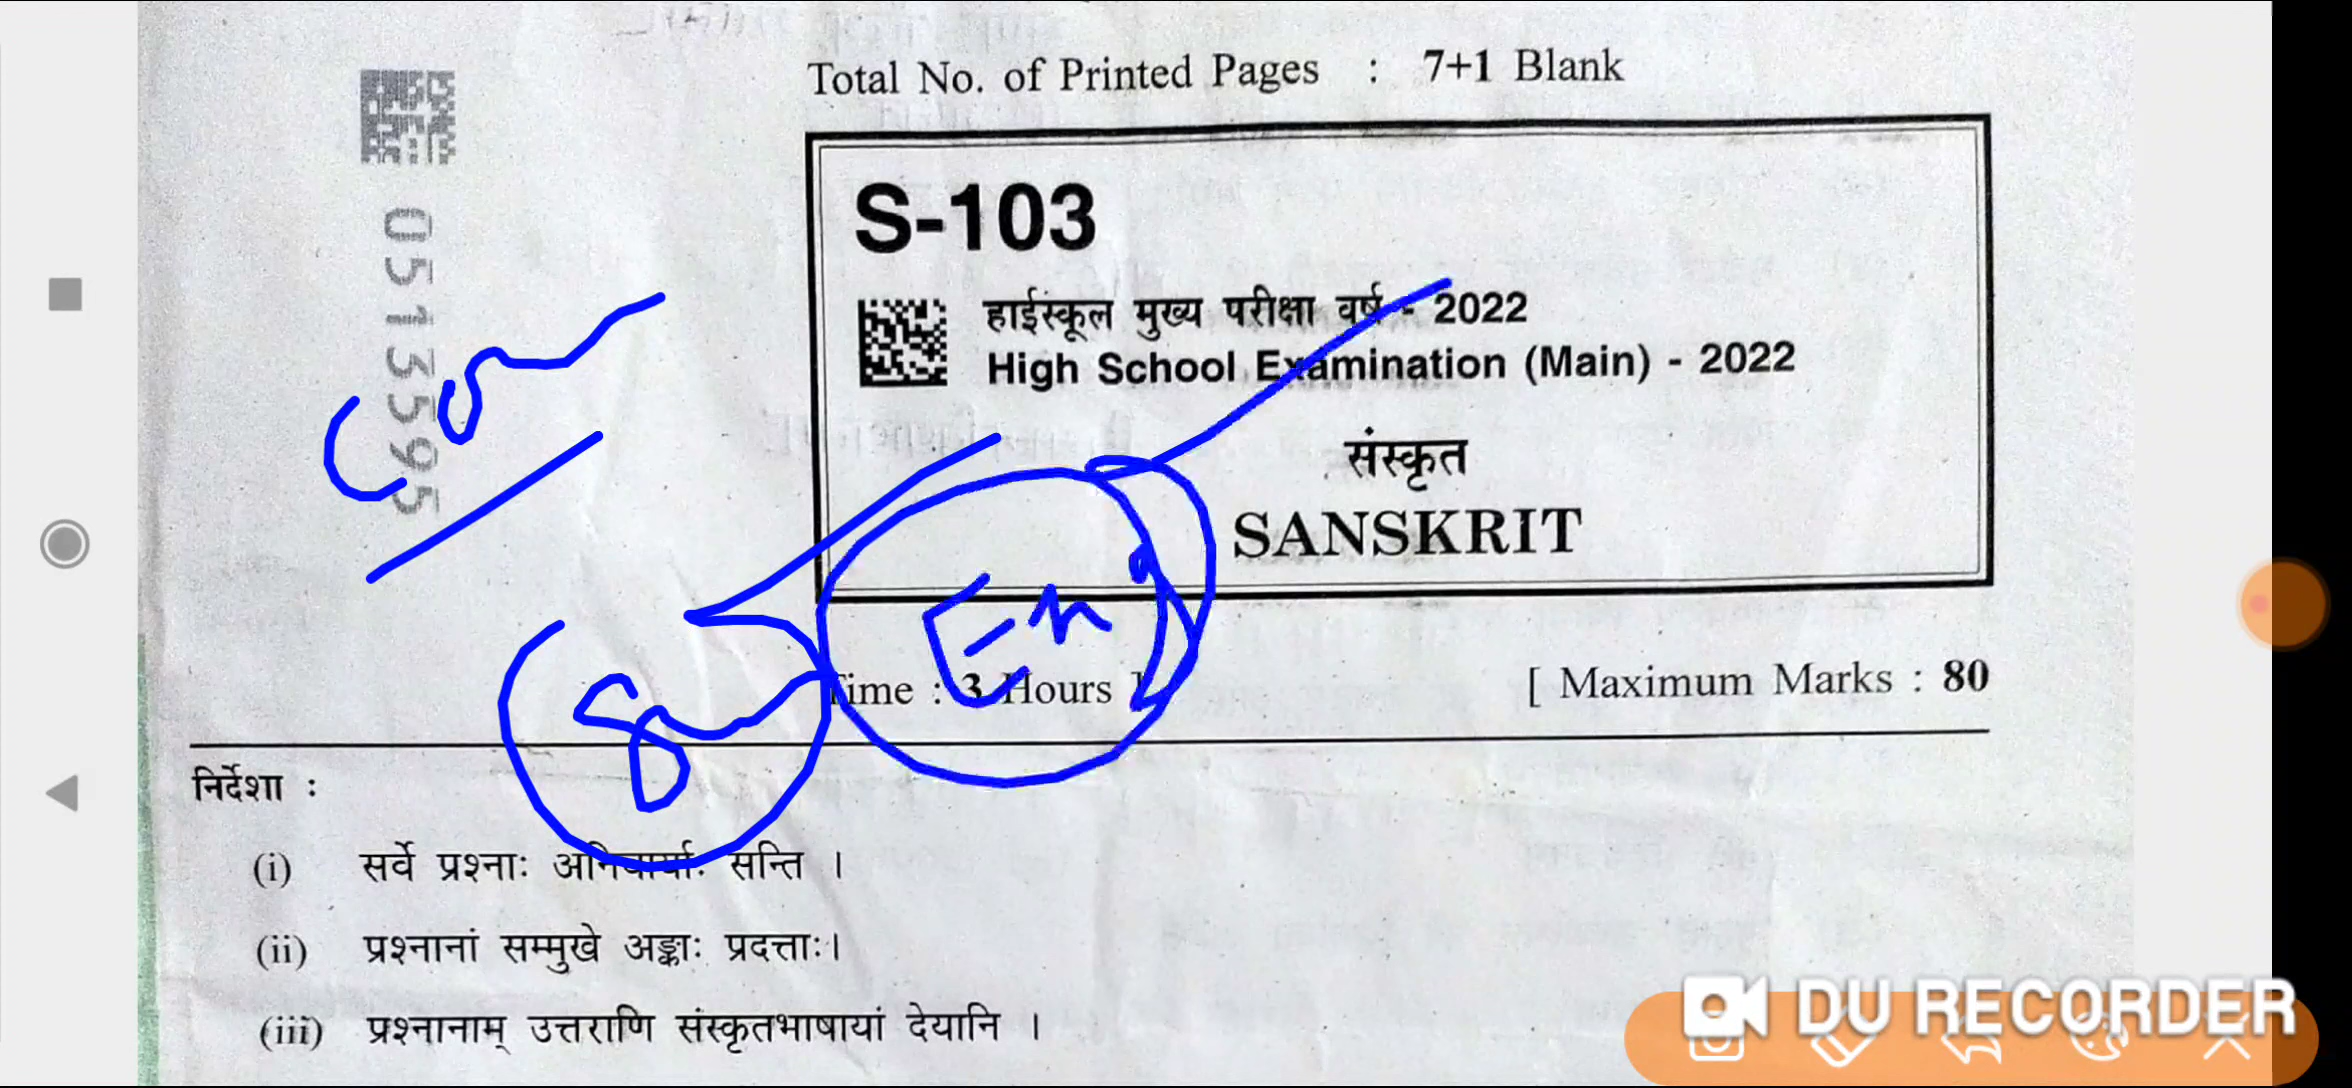 Total No. of Printed Pages : 7+1 Blank
0513595
S-103
हाईस्कूल मुख्य परीक्षा वर्ष - 2022
High School Examination (Main) - 2022
संस्कृत
SANSKRIT
En
Time : 3 Hours ]
[ Maximum Marks : 80
निर्देशा :
(i) सर्वे प्रश्नाः अनिवार्याः सन्ति ।
(ii) प्रश्नानां सम्मुखे अङ्काः प्रदत्ताः।
(iii) प्रश्नानाम् उत्तराणि संस्कृतभाषायां देयानि ।
DU RECORDER